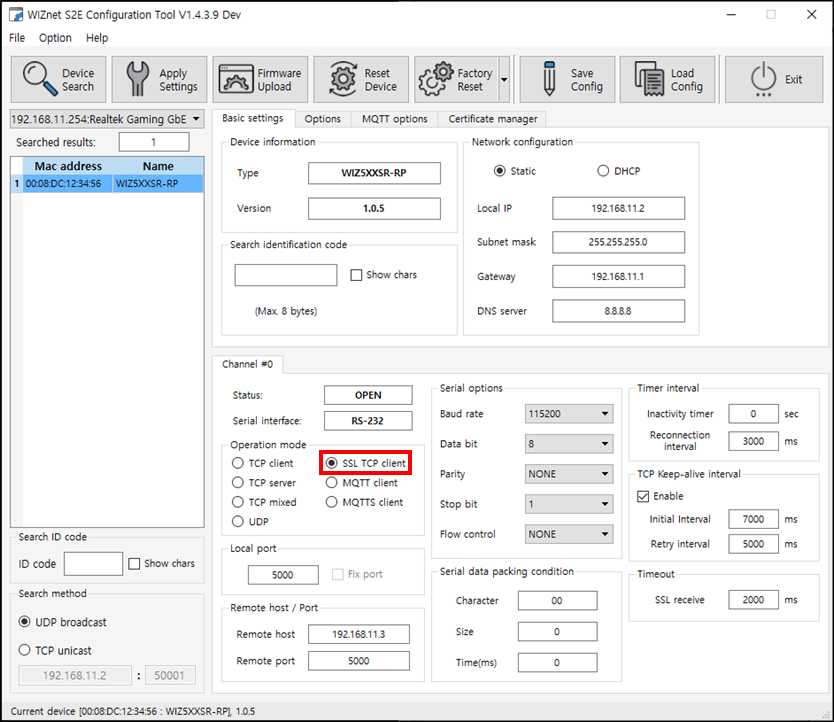 WIZnet S2E Configuration Tool V1.4.3.9 Dev
File Option Help
Device Search
Apply Settings
Firmware Upload
Reset Device
Factory Reset
Save Config
Load Config
Exit
192.168.11.254:Realtek Gaming GbE
Searched results: 1
Mac address Name
1 00:08:DC:12:34:56 WIZ5XXSR-RP
Search ID code
ID code Show chars
Search method
UDP broadcast
TCP unicast
192.168.11.2 : 50001
Basic settings Options MQTT options Certificate manager
Device information
Type WIZ5XXSR-RP
Version 1.0.5
Search identification code
Show chars
(Max. 8 bytes)
Network configuration
Static DHCP
Local IP 192.168.11.2
Subnet mask 255.255.255.0
Gateway 192.168.11.1
DNS server 8.8.8.8
Channel #0
Status: OPEN
Serial interface: RS-232
Operation mode
TCP client SSL TCP client
TCP server MQTT client
TCP mixed MQTTS client
UDP
Local port
5000 Fix port
Remote host / Port
Remote host 192.168.11.3
Remote port 5000
Serial options
Baud rate 115200
Data bit 8
Parity NONE
Stop bit 1
Flow control NONE
Serial data packing condition
Character 00
Size 0
Time(ms) 0
Timer interval
Inactivity timer 0 sec
Reconnection interval 3000 ms
TCP Keep-alive interval
Enable
Initial Interval 7000 ms
Retry interval 5000 ms
Timeout
SSL receive 2000 ms
Current device [00:08:DC:12:34:56 : WIZ5XXSR-RP], 1.0.5